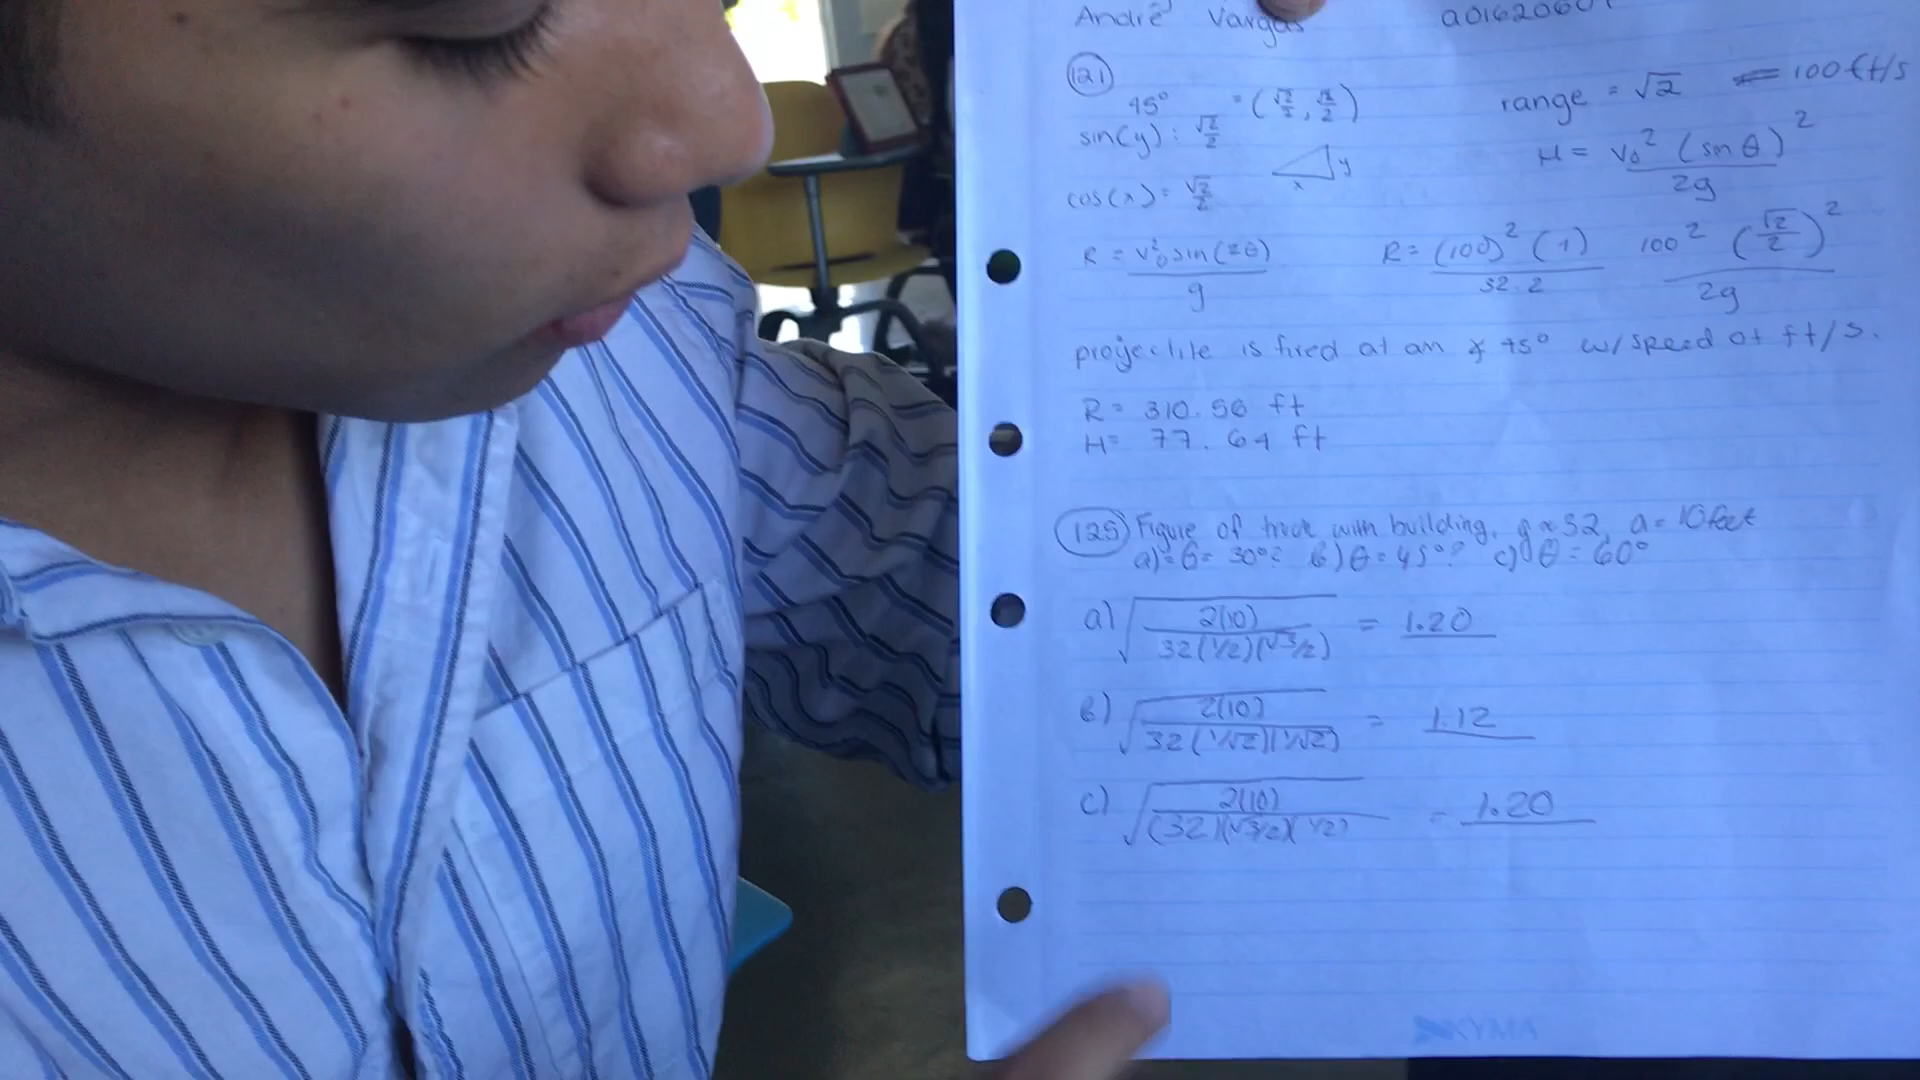 André Vargas a01620607
121
45° = (√2/2, √2/2) range = √2 100 ft/s
sin(y): √2/2 H = v₀² (sin θ)² / 2g
x y
cos(x) = √2/2
R = v₀² sin(2θ) / g R = (100)² (1) / 32.2 100² (√2/2)² / 2g
projectile is fired at an ∡ 45° w/ speed of ft/s.
R = 310.56 ft
H = 77.64 ft
125 Figure of truck with building, g ≈ 32, a = 10 feet
a) = θ = 30°? b) θ = 45°? c) θ = 60°
a) √(2(10) / 32(1/2)(√3/2)) = 1.20
b) √(2(10) / 32(1/√2)(1/√2)) = 1.12
c) √(2(10) / (32)(√3/2)(1/2)) = 1.20
KYMA